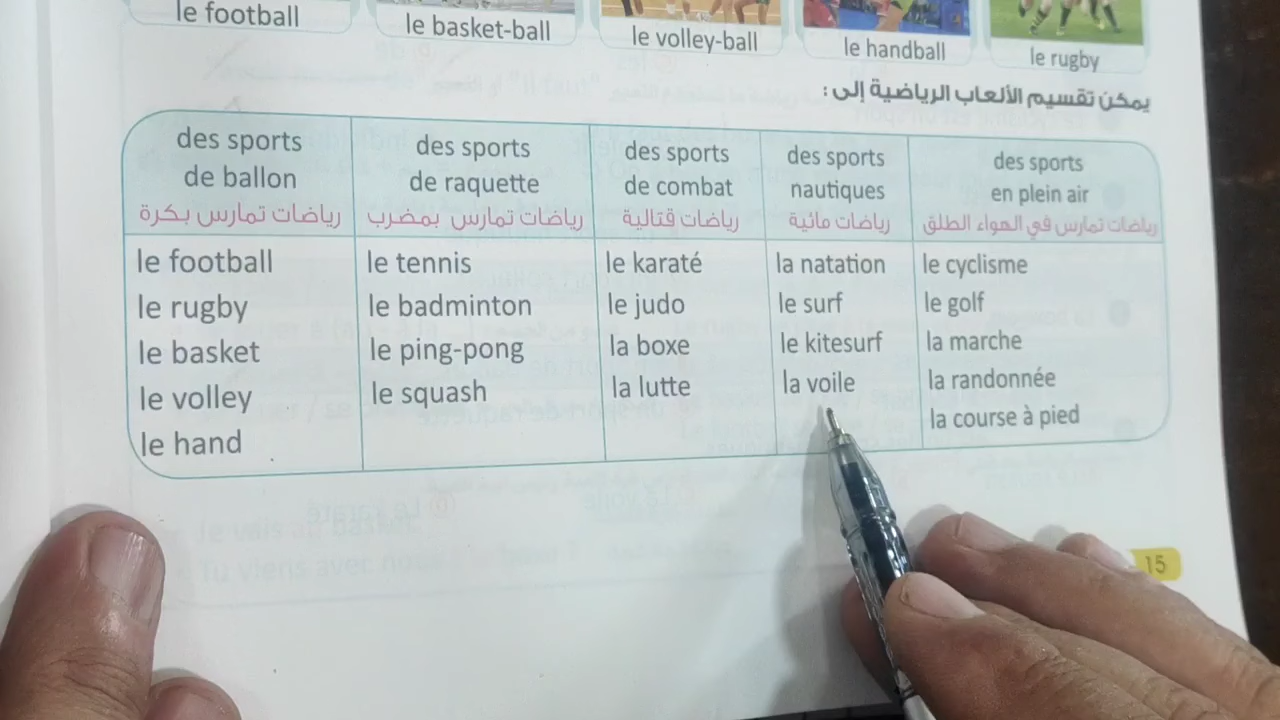 le football
le basket-ball
le volley-ball
le handball
le rugby
يمكن تقسيم الألعاب الرياضية إلى :
des sports
de ballon
رياضات تمارس بكرة
des sports
de raquette
رياضات تمارس بمضرب
des sports
de combat
رياضات قتالية
des sports
nautiques
رياضات مائية
des sports
en plein air
رياضات تمارس في الهواء الطلق
le football
le rugby
le basket
le volley
le hand
le tennis
le badminton
le ping-pong
le squash
le karaté
le judo
la boxe
la lutte
la natation
le surf
le kitesurf
la voile
le cyclisme
le golf
la marche
la randonnée
la course à pied
15